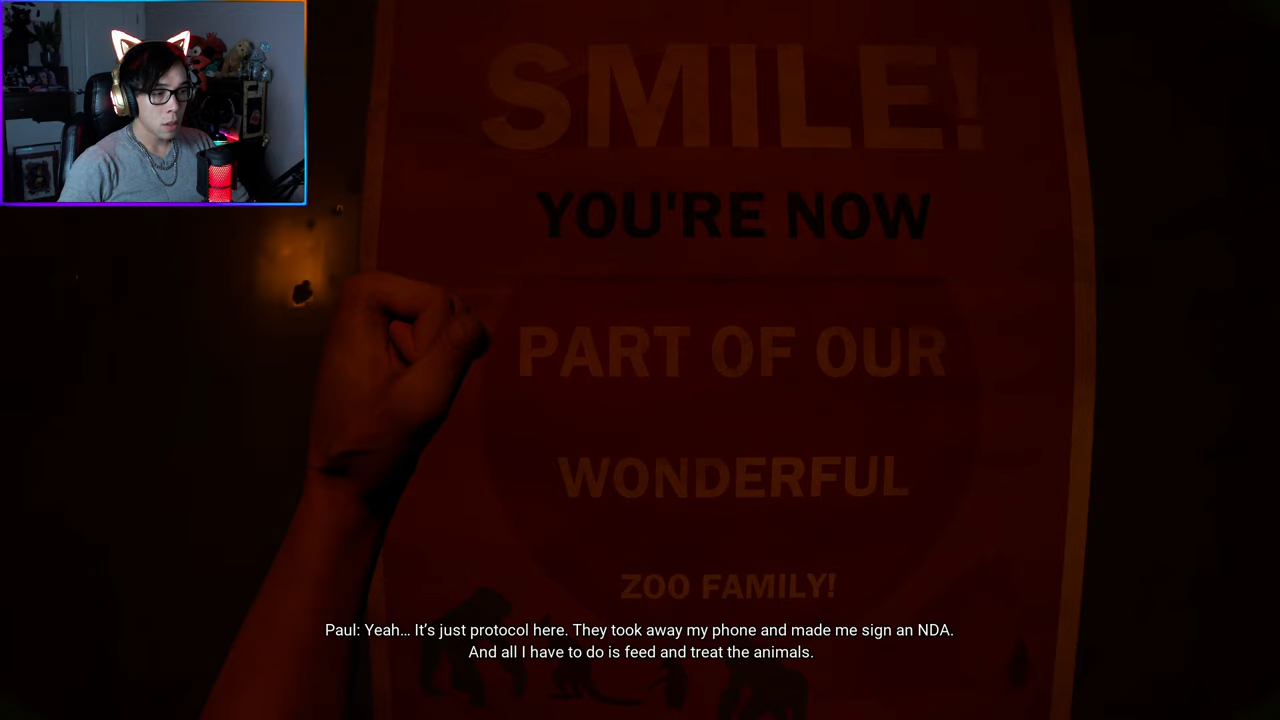 SMILE!
YOU'RE NOW
PART OF OUR
WONDERFUL
ZOO FAMILY!
Paul: Yeah… It’s just protocol here. They took away my phone and made me sign an NDA.
And all I have to do is feed and treat the animals.